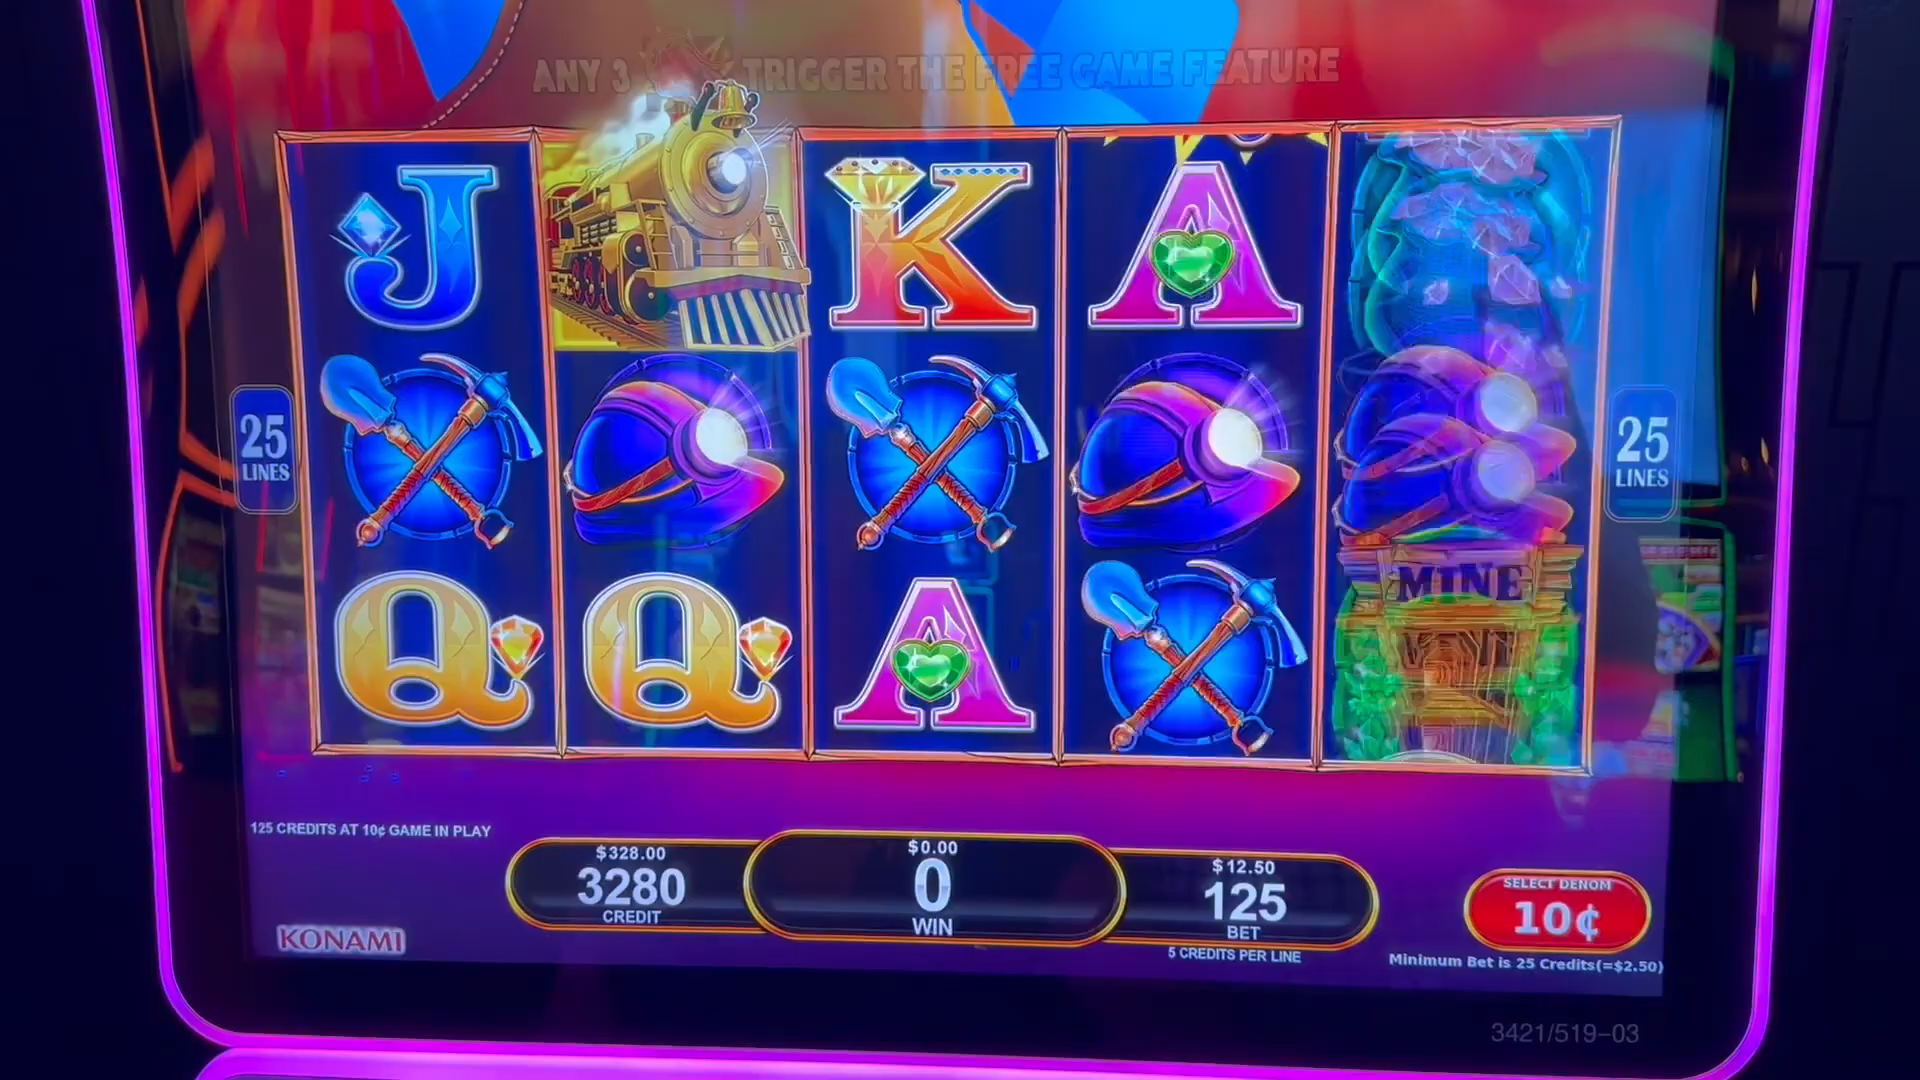 ANY 3 TRIGGER THE FREE GAME FEATURE
J
K
A
25
LINES
25
LINES
MINE
Q
Q
A
125 CREDITS AT 10¢ GAME IN PLAY
$328.00
3280
CREDIT
$0.00
0
WIN
$12.50
125
BET
5 CREDITS PER LINE
SELECT DENOM
10¢
Minimum Bet is 25 Credits(=$2.50)
KONAMI
3421/519-03